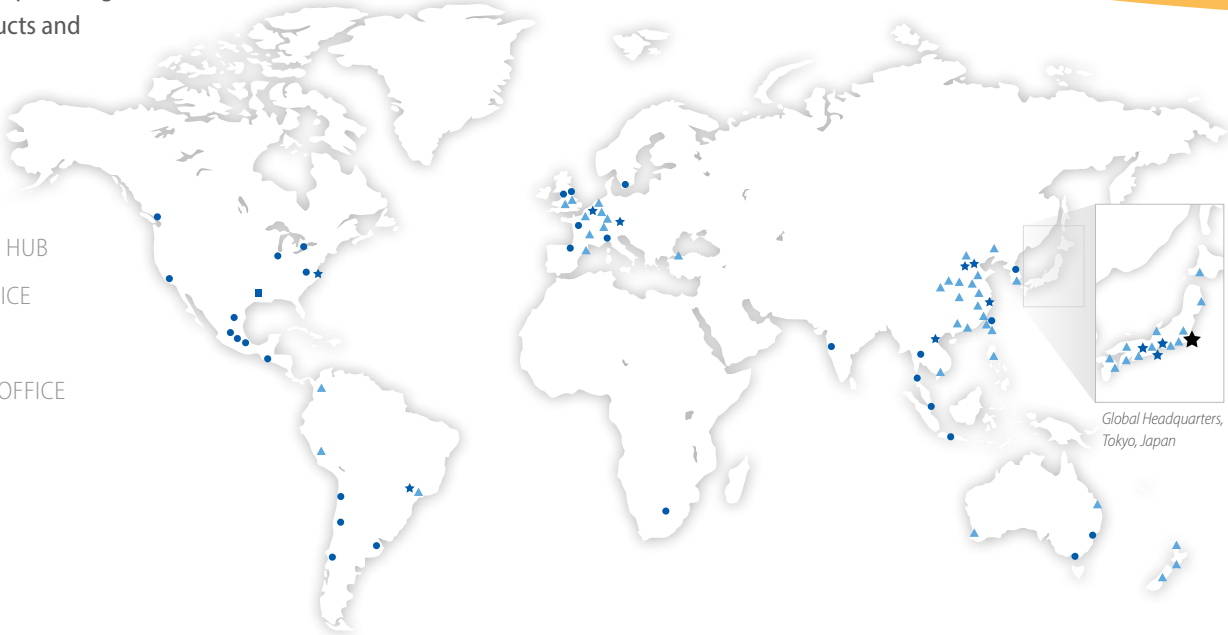 ucts and
HUB
ICE
OFFICE
Global Headquarters,
Tokyo, Japan